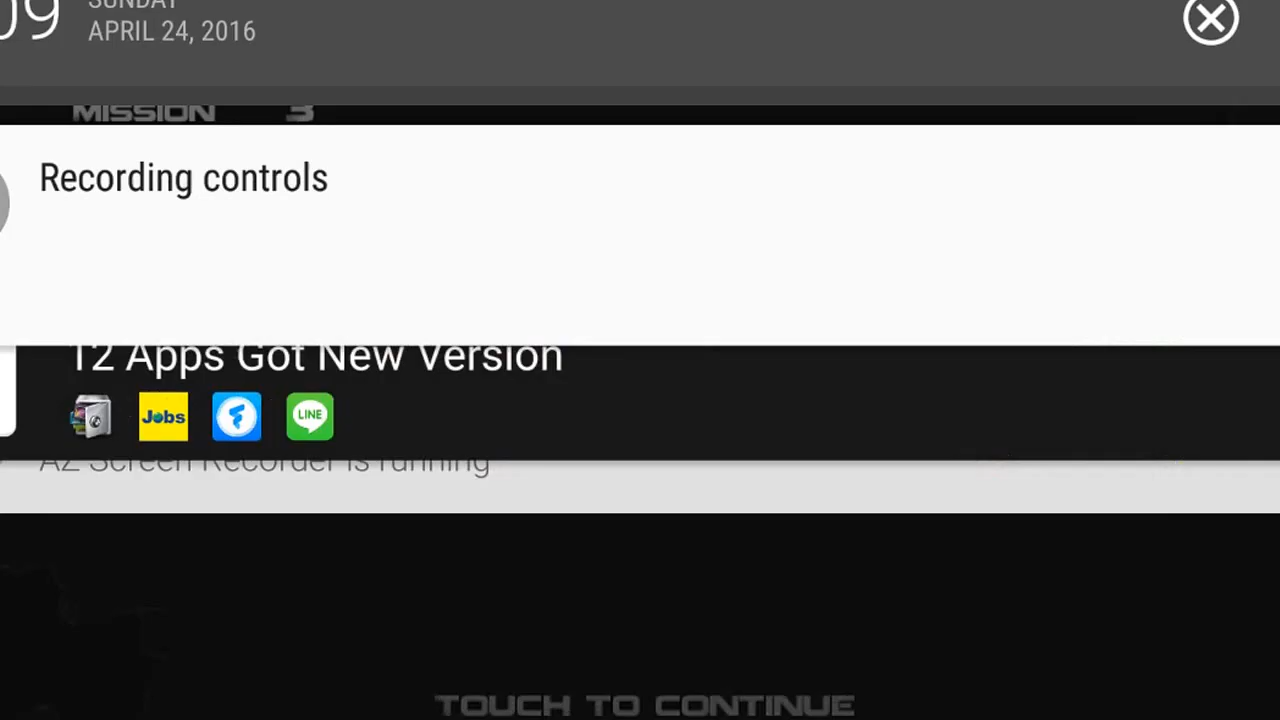 09
SUNDAY
APRIL 24, 2016
MISSION 3
Recording controls
12 Apps Got New Version
Jobs
LINE
AZ Screen Recorder is running
TOUCH TO CONTINUE